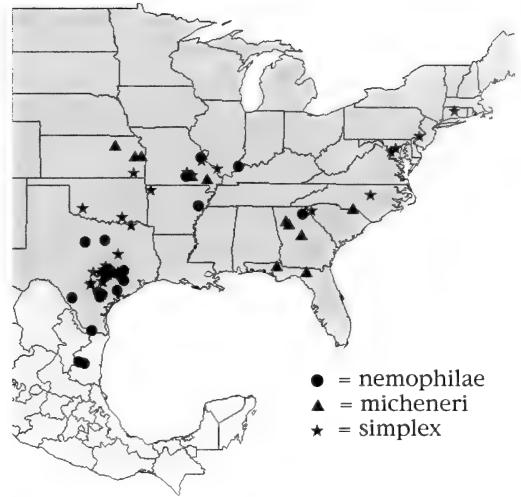 ● = nemophilae
▲ = micheneri
★ = simplex